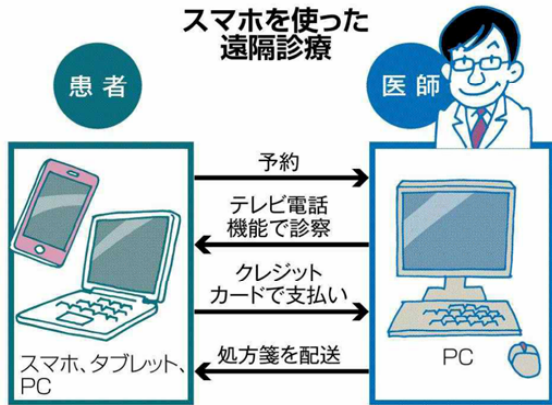 スマホを使った
遠隔診療
患者
医師
予約
テレビ電話
機能で診察
クレジット
カードで支払い
処方箋を配送
スマホ、タブレット、
PC
PC